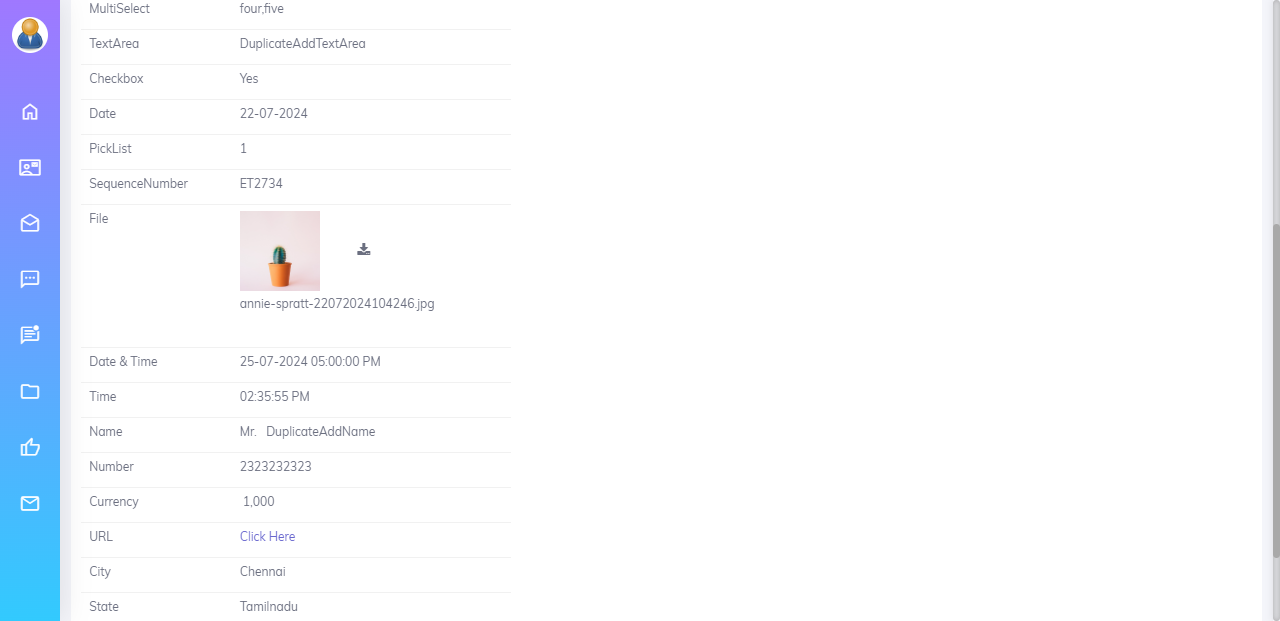 MultiSelect four,five
TextArea DuplicateAddTextArea
Checkbox Yes
Date 22-07-2024
PickList 1
SequenceNumber ET2734
File
annie-spratt-22072024104246.jpg
Date & Time 25-07-2024 05:00:00 PM
Time 02:35:55 PM
Name Mr. DuplicateAddName
Number 2323232323
Currency 1,000
URL Click Here
City Chennai
State Tamilnadu